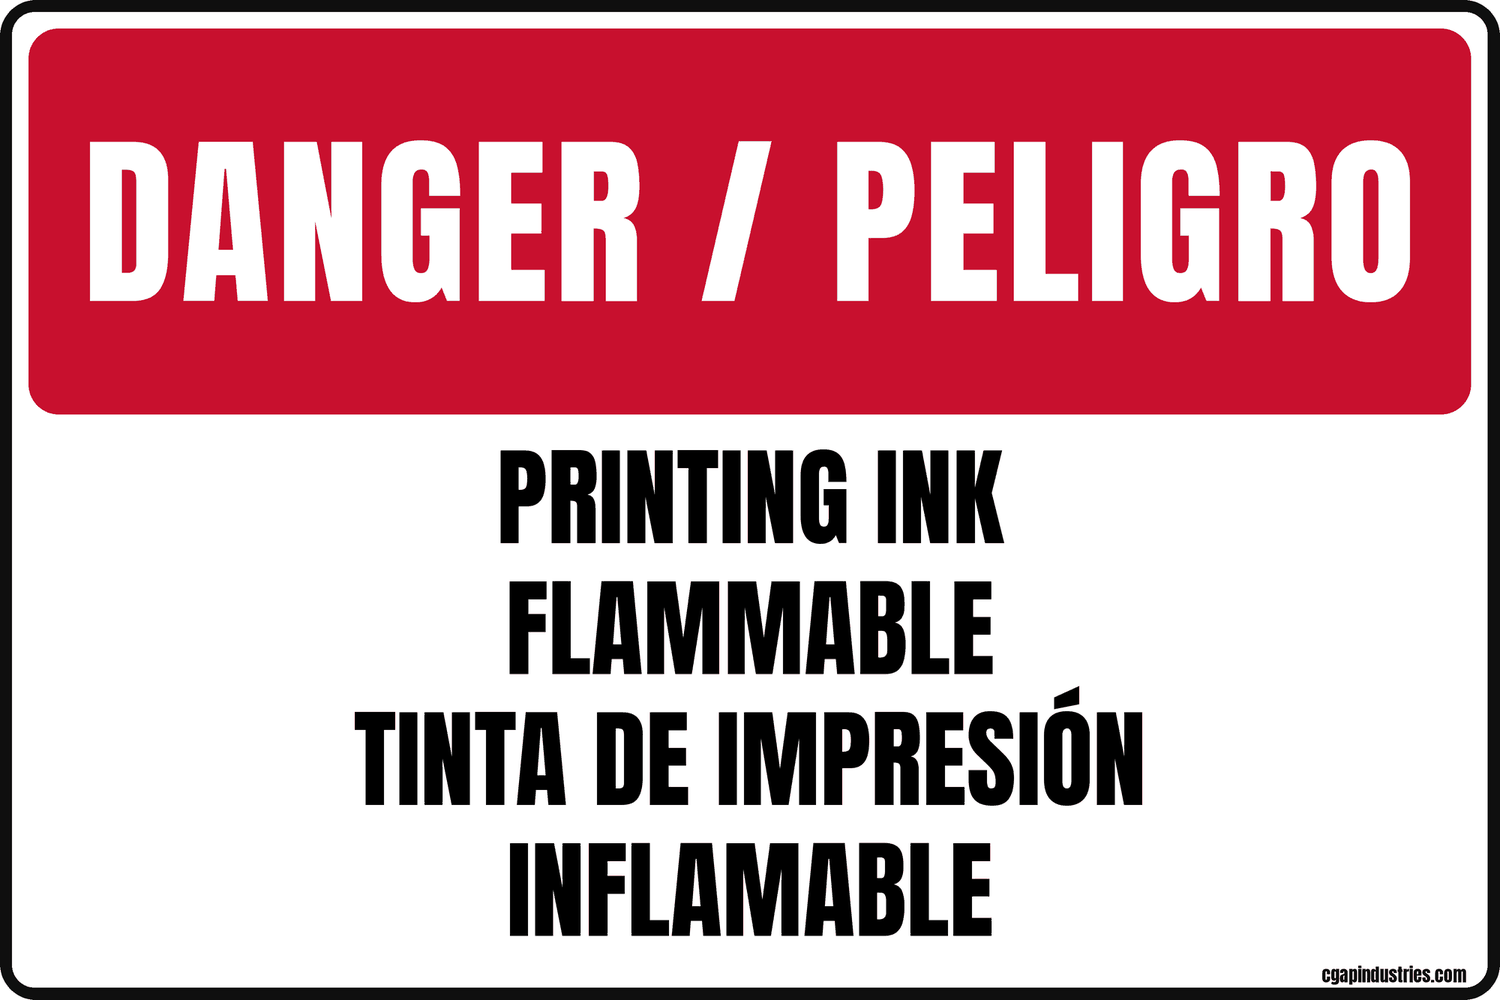 DANGER / PELIGRO
PRINTING INK
FLAMMABLE
TINTA DE IMPRESIÓN
INFLAMABLE
cgapindustries.com